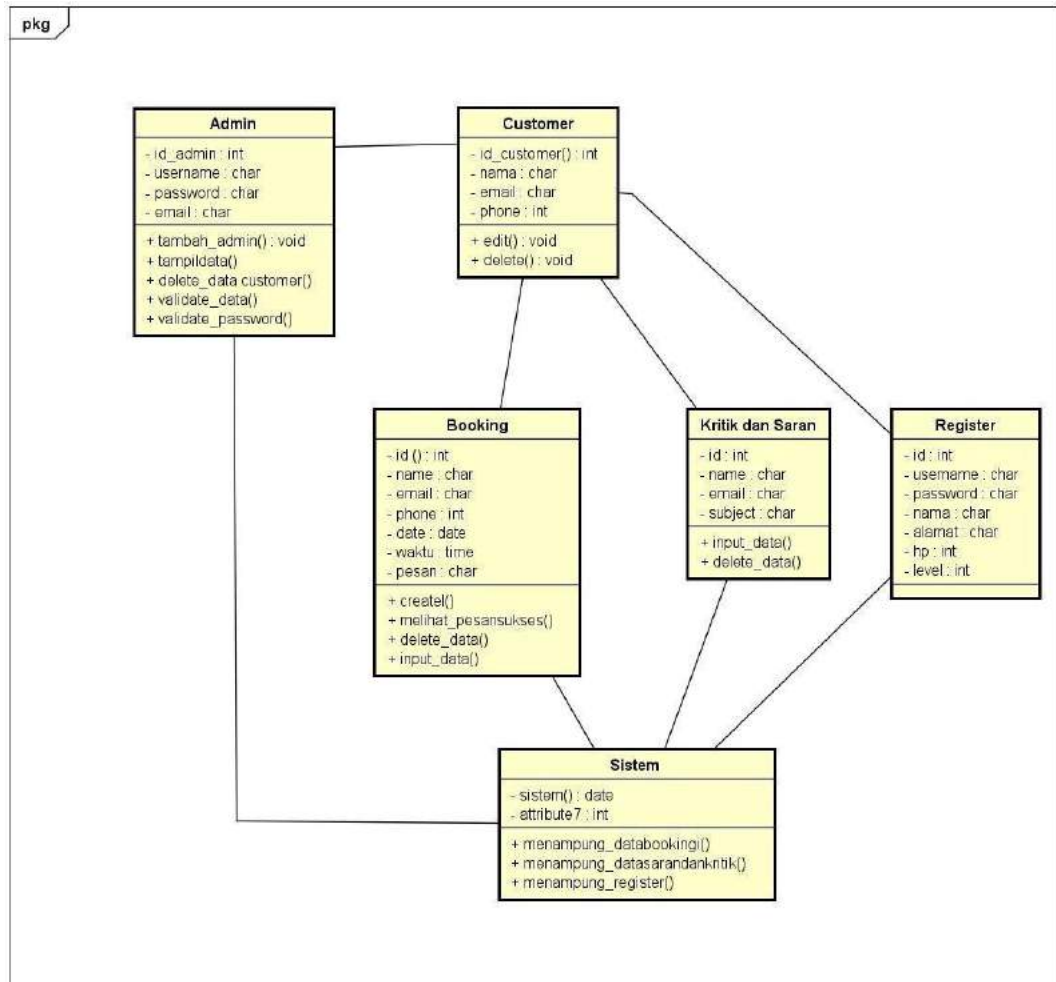 pkg
Admin
- id_admin : int
- username : char
- password : char
- email : char
+ tambah_admin() : void
+ tampildata()
+ delete_data customer()
+ validate_data()
+ validate_password()
Customer
- id_customer() : int
- nama : char
- email : char
- phone : int
+ edit() : void
+ delete() : void
Booking
- id () : int
- name : char
- email : char
- phone : int
- date : date
- waktu : time
- pesan : char
+ createl()
+ melihat_pesansukses()
+ delete_data()
+ input_data()
Kritik dan Saran
- id : int
- name : char
- email : char
- subject : char
+ input_data()
+ delete_data()
Register
- id : int
- username : char
- password : char
- nama : char
- alamat : char
- hp : int
- level : int
Sistem
- sistem() : date
- attribute7 : int
+ menampung_databookingi()
+ menampung_datasarandankritik()
+ menampung_register()